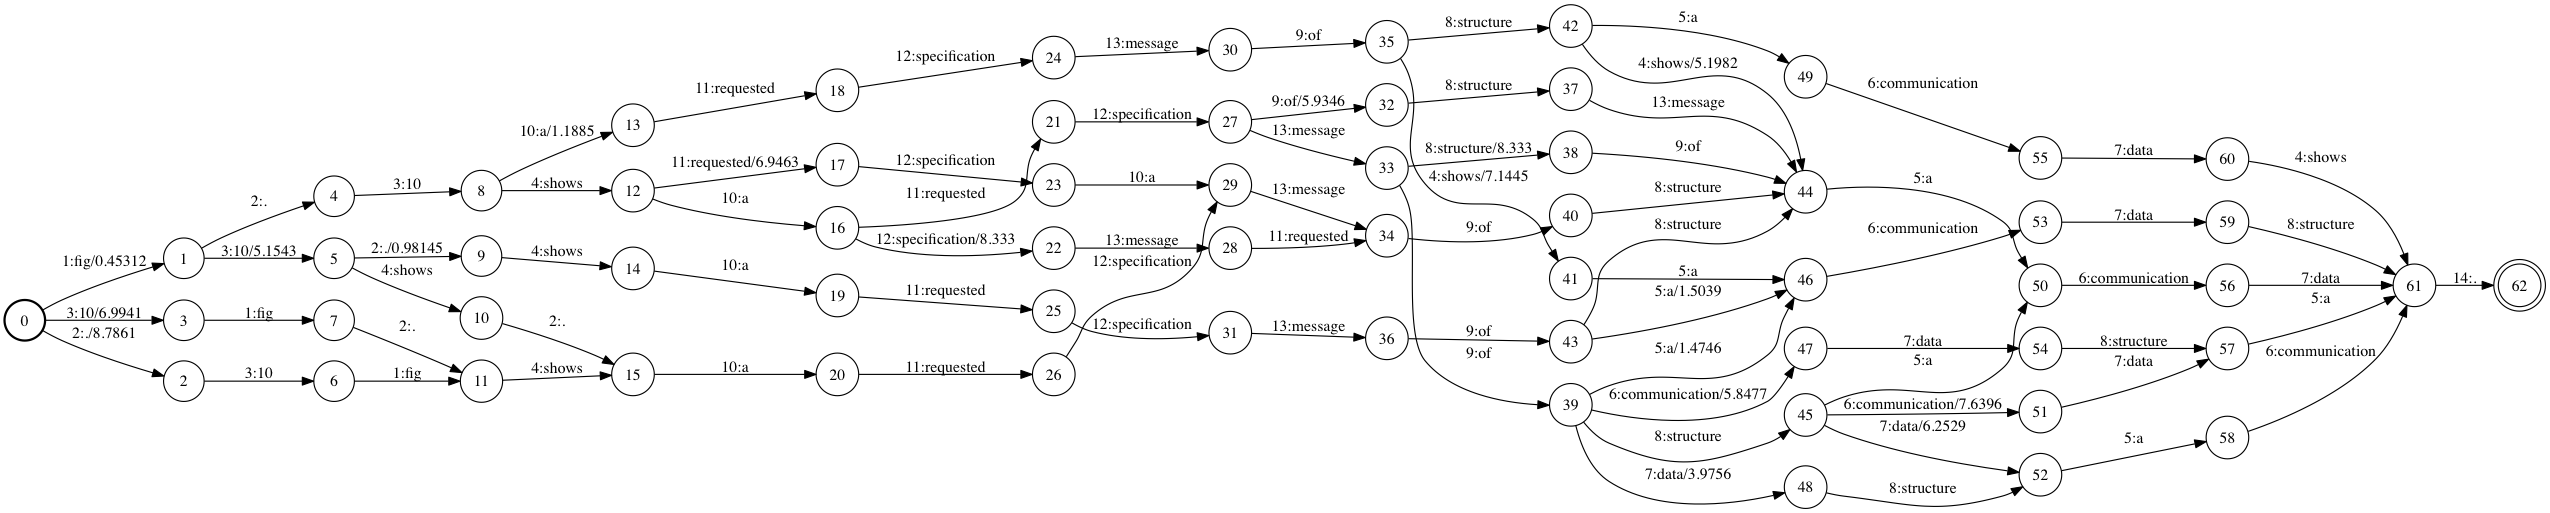 0
1:fig/0.45312
3:10/6.9941
2:./8.7861
1
3
2
2:.
3:10/5.1543
1:fig
3:10
4
5
7
6
3:10
2:./0.98145
4:shows
2:.
1:fig
8
9
10
11
10:a/1.1885
4:shows
4:shows
2:.
4:shows
13
12
14
15
11:requested
11:requested/6.9463
10:a
10:a
10:a
18
17
16
19
20
12:specification
12:specification
11:requested
12:specification/8.333
11:requested
11:requested
24
21
23
22
25
26
13:message
12:specification
10:a
13:message
12:specification
12:specification
30
27
29
28
31
9:of
9:of/5.9346
13:message
13:message
11:requested
13:message
35
32
33
34
36
8:structure
8:structure
8:structure/8.333
4:shows/7.1445
9:of
9:of
9:of
42
37
38
40
41
43
39
5:a
4:shows/5.1982
13:message
9:of
8:structure
8:structure
5:a
5:a/1.5039
5:a/1.4746
6:communication/5.8477
8:structure
7:data/3.9756
49
44
46
47
45
48
6:communication
5:a
6:communication
7:data
5:a
6:communication/7.6396
7:data/6.2529
8:structure
55
53
50
54
51
52
7:data
7:data
6:communication
8:structure
7:data
5:a
60
59
56
57
58
4:shows
8:structure
7:data
5:a
6:communication
61
14:.
62